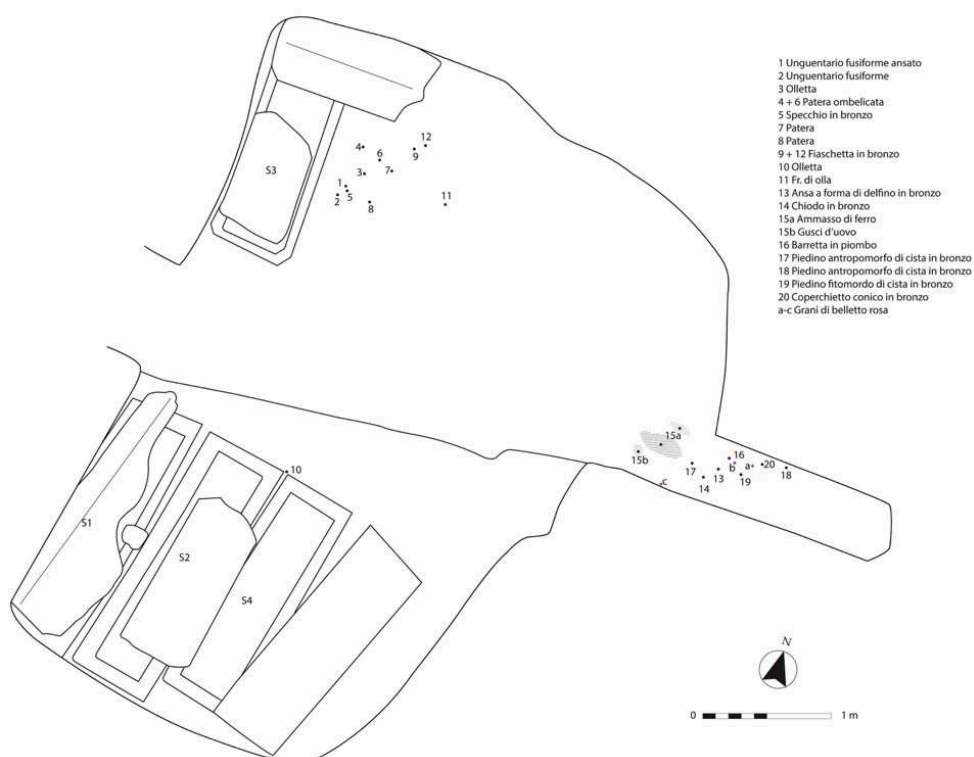 1 Unguentario fusiforme ansato
2 Unguentario fusiforme
3 Olletta
4 + 6 Patera ombelicata
5 Specchio in bronzo
7 Patera
8 Patera
9 + 12 Fiaschetta in bronzo
10 Olletta
11 Fr. di olla
13 Ansa a forma di delfino in bronzo
14 Chiodo in bronzo
15a Ammasso di ferro
15b Gusci d'uovo
16 Barretta in piombo
17 Piedino antropomorfo di cista in bronzo
18 Piedino antropomorfo di cista in bronzo
19 Piedino fitomordo di cista in bronzo
20 Coperchietto conico in bronzo
a-c Grani di belletto rosa
S3
4
6
9
12
3
7
1
5
2
8
11
10
S1
S2
S4
15a
15b
17
16
b
a
20
18
13
19
14
c
N
0
1 m